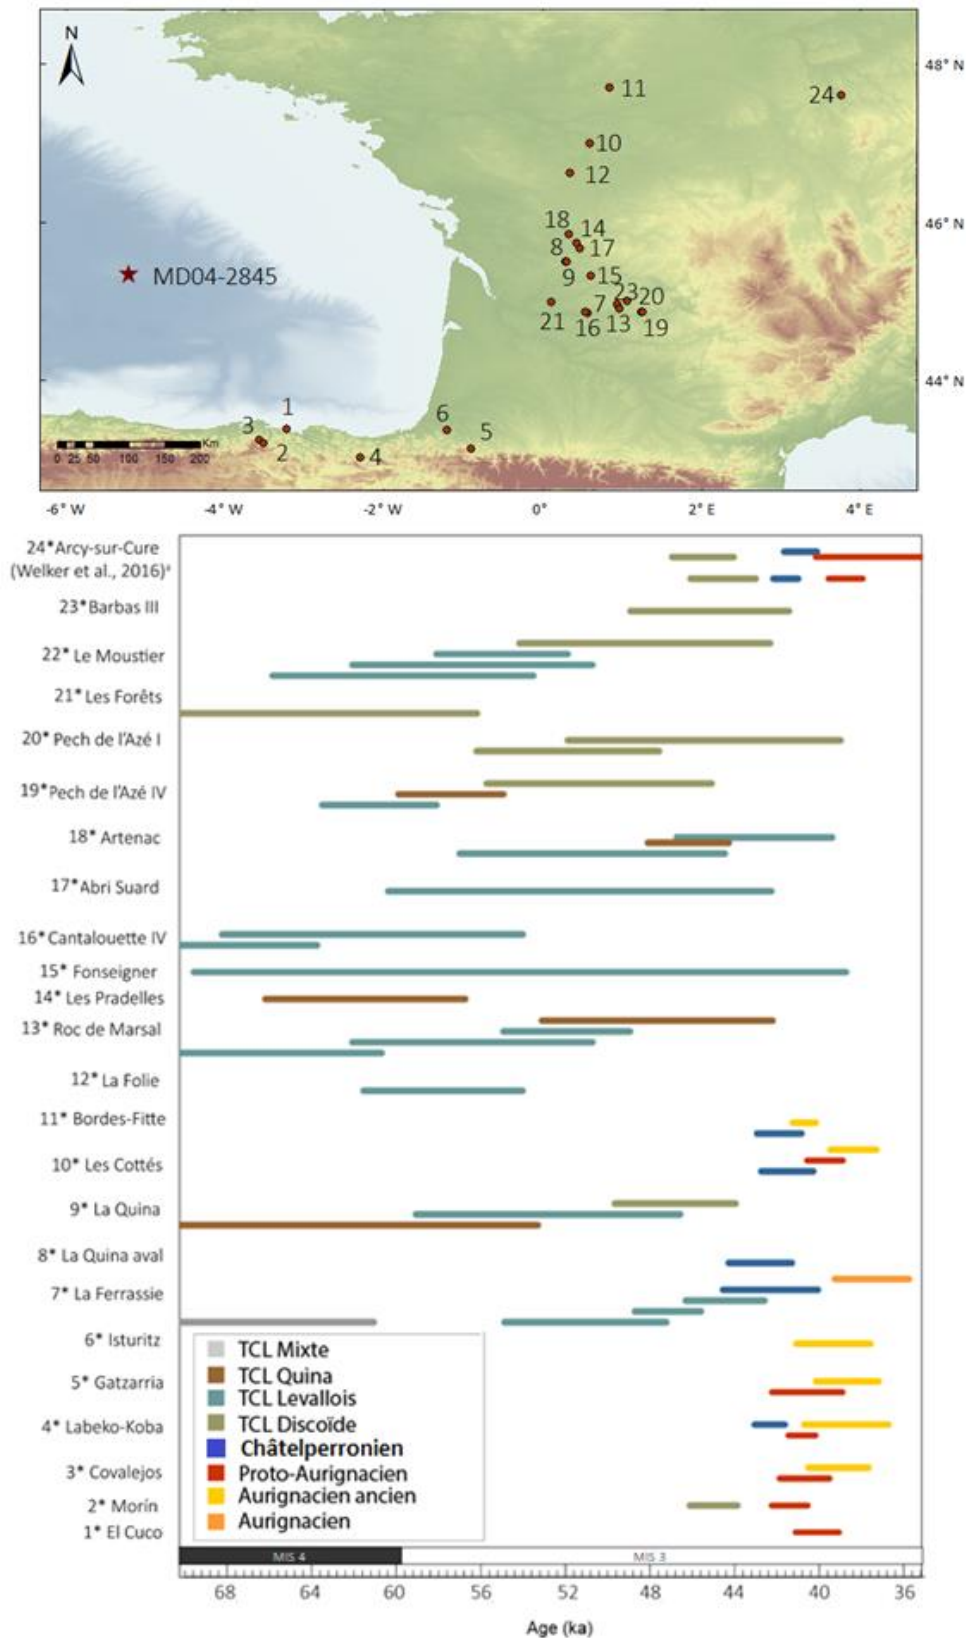 N
48° N
46° N
44° N
11
24
10
12
18
14
8
17
9
15
23
7
20
21
16
13
19
MD04-2845
1
3
2
6
5
4
Km
0 25 50 100 150 200
-6° W
-4° W
-2° W
0°
2° E
4° E
24*Arcy-sur-Cure
(Welker et al., 2016)ᵃ
23*Barbas III
22* Le Moustier
21* Les Forêts
20* Pech de l'Azé I
19*Pech de l'Azé IV
18* Artenac
17*Abri Suard
16* Cantalouette IV
15* Fonseigner
14* Les Pradelles
13* Roc de Marsal
12* La Folie
11* Bordes-Fitte
10* Les Cottés
9* La Quina
8* La Quina aval
7* La Ferrassie
6* Isturitz
5* Gatzarria
4* Labeko-Koba
3* Covalejos
2* Morín
1* El Cuco
TCL Mixte
TCL Quina
TCL Levallois
TCL Discoïde
Châtelperronien
Proto-Aurignacien
Aurignacien ancien
Aurignacien
MIS 4
MIS 3
68 64 60 56 52 48 44 40 36
Age (ka)